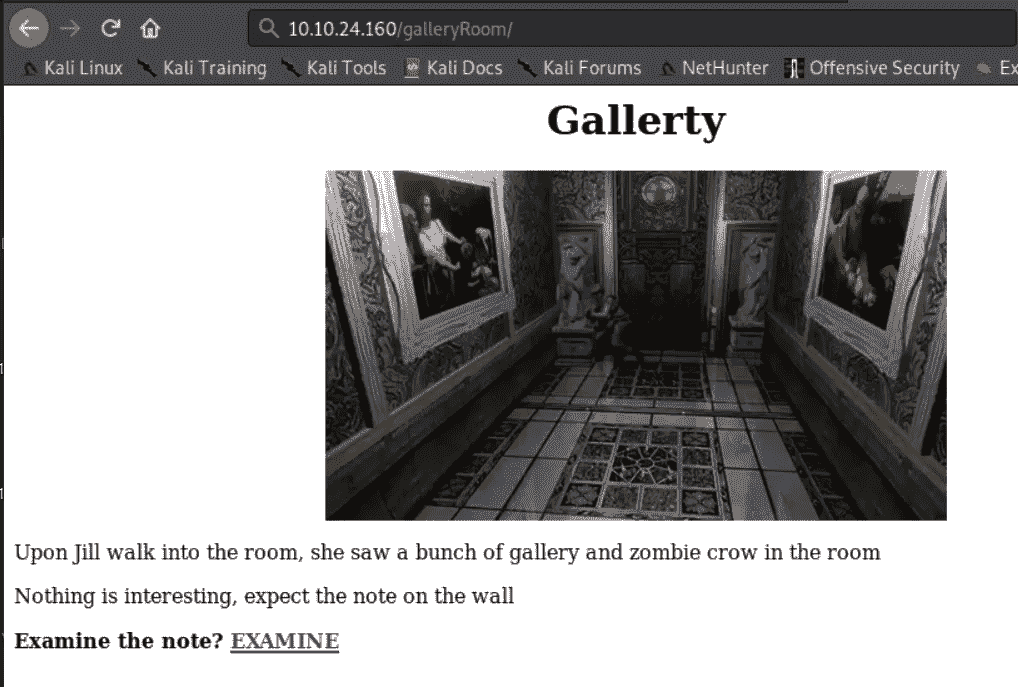 10.10.24.160/galleryRoom/
Kali Linux Kali Training Kali Tools Kali Docs Kali Forums NetHunter Offensive Security Ex
Gallerty
Upon Jill walk into the room, she saw a bunch of gallery and zombie crow in the room
Nothing is interesting, expect the note on the wall
Examine the note? EXAMINE